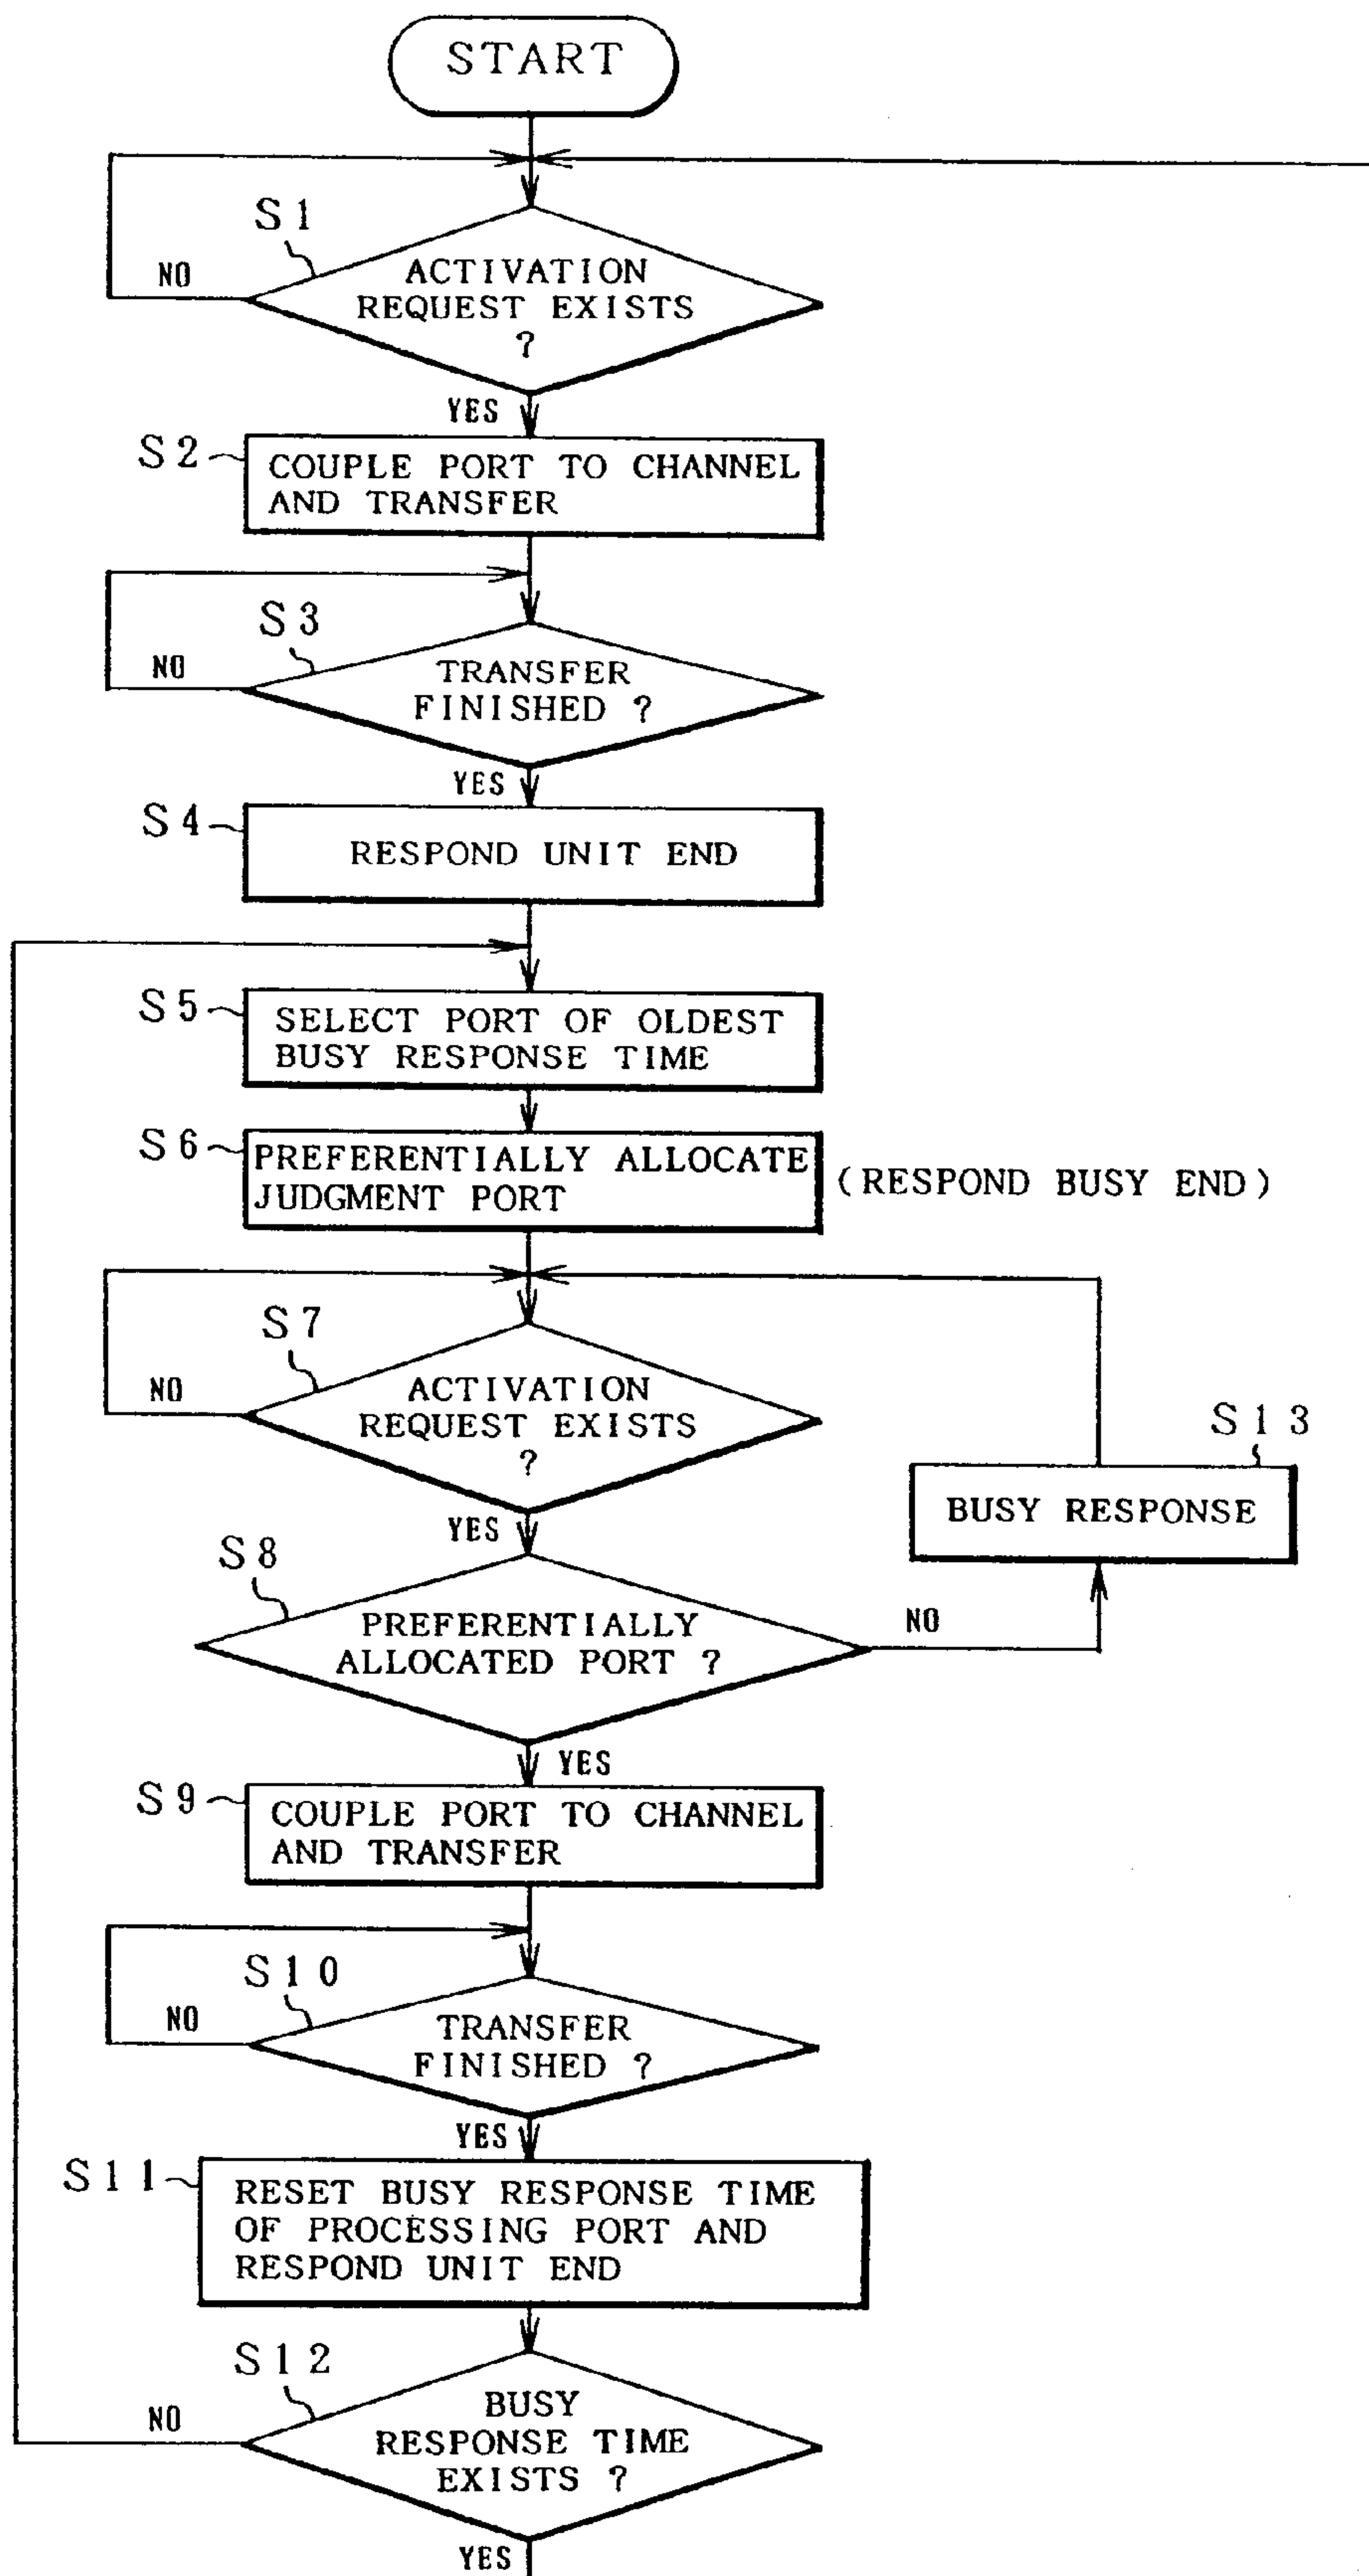 START
S1
NO
ACTIVATION
REQUEST EXISTS
?
YES
S2
COUPLE PORT TO CHANNEL
AND TRANSFER
S3
NO
TRANSFER
FINISHED ?
YES
S4
RESPOND UNIT END
S5
SELECT PORT OF OLDEST
BUSY RESPONSE TIME
S6
PREFERENTIALLY ALLOCATE
JUDGMENT PORT
(RESPOND BUSY END)
S7
NO
ACTIVATION
REQUEST EXISTS
?
YES
S13
BUSY RESPONSE
S8
PREFERENTIALLY
ALLOCATED PORT ?
NO
YES
S9
COUPLE PORT TO CHANNEL
AND TRANSFER
S10
NO
TRANSFER
FINISHED ?
YES
S11
RESET BUSY RESPONSE TIME
OF PROCESSING PORT AND
RESPOND UNIT END
S12
NO
BUSY
RESPONSE TIME
EXISTS ?
YES